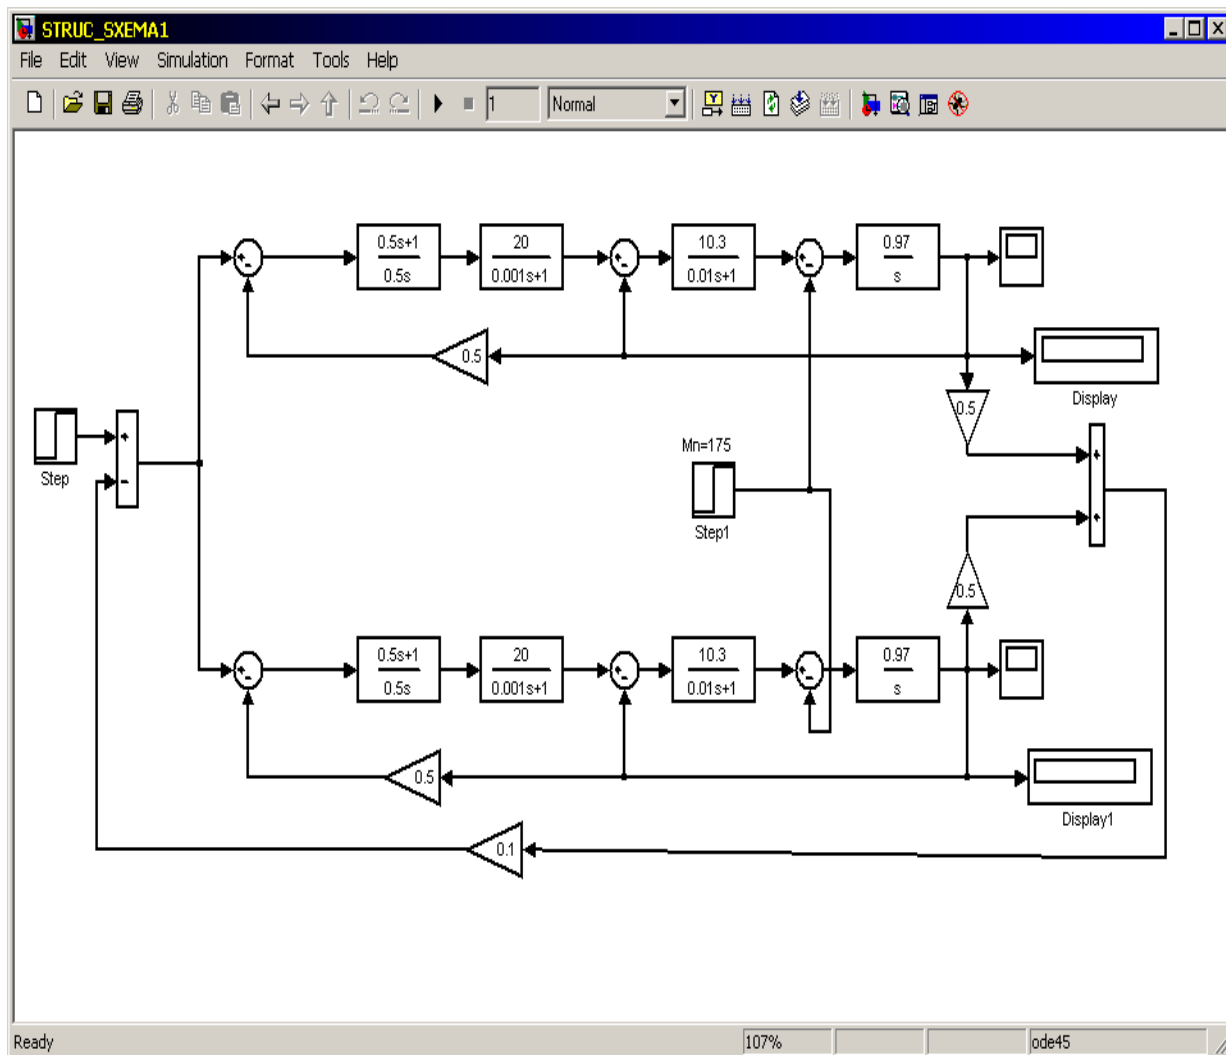 STRUC_SXEMA1
File Edit View Simulation Format Tools Help
1 Normal
0.5s+1
0.5s
20
0.001s+1
+
-
10.3
0.01s+1
+
-
0.97
s
+
-
0.5
Display
0.5
Mn=175
Step
+
-
Step1
+
+
0.5
+
-
0.5s+1
0.5s
20
0.001s+1
+
-
10.3
0.01s+1
+
-
0.97
s
0.5
Display1
0.1
Ready 107% ode45